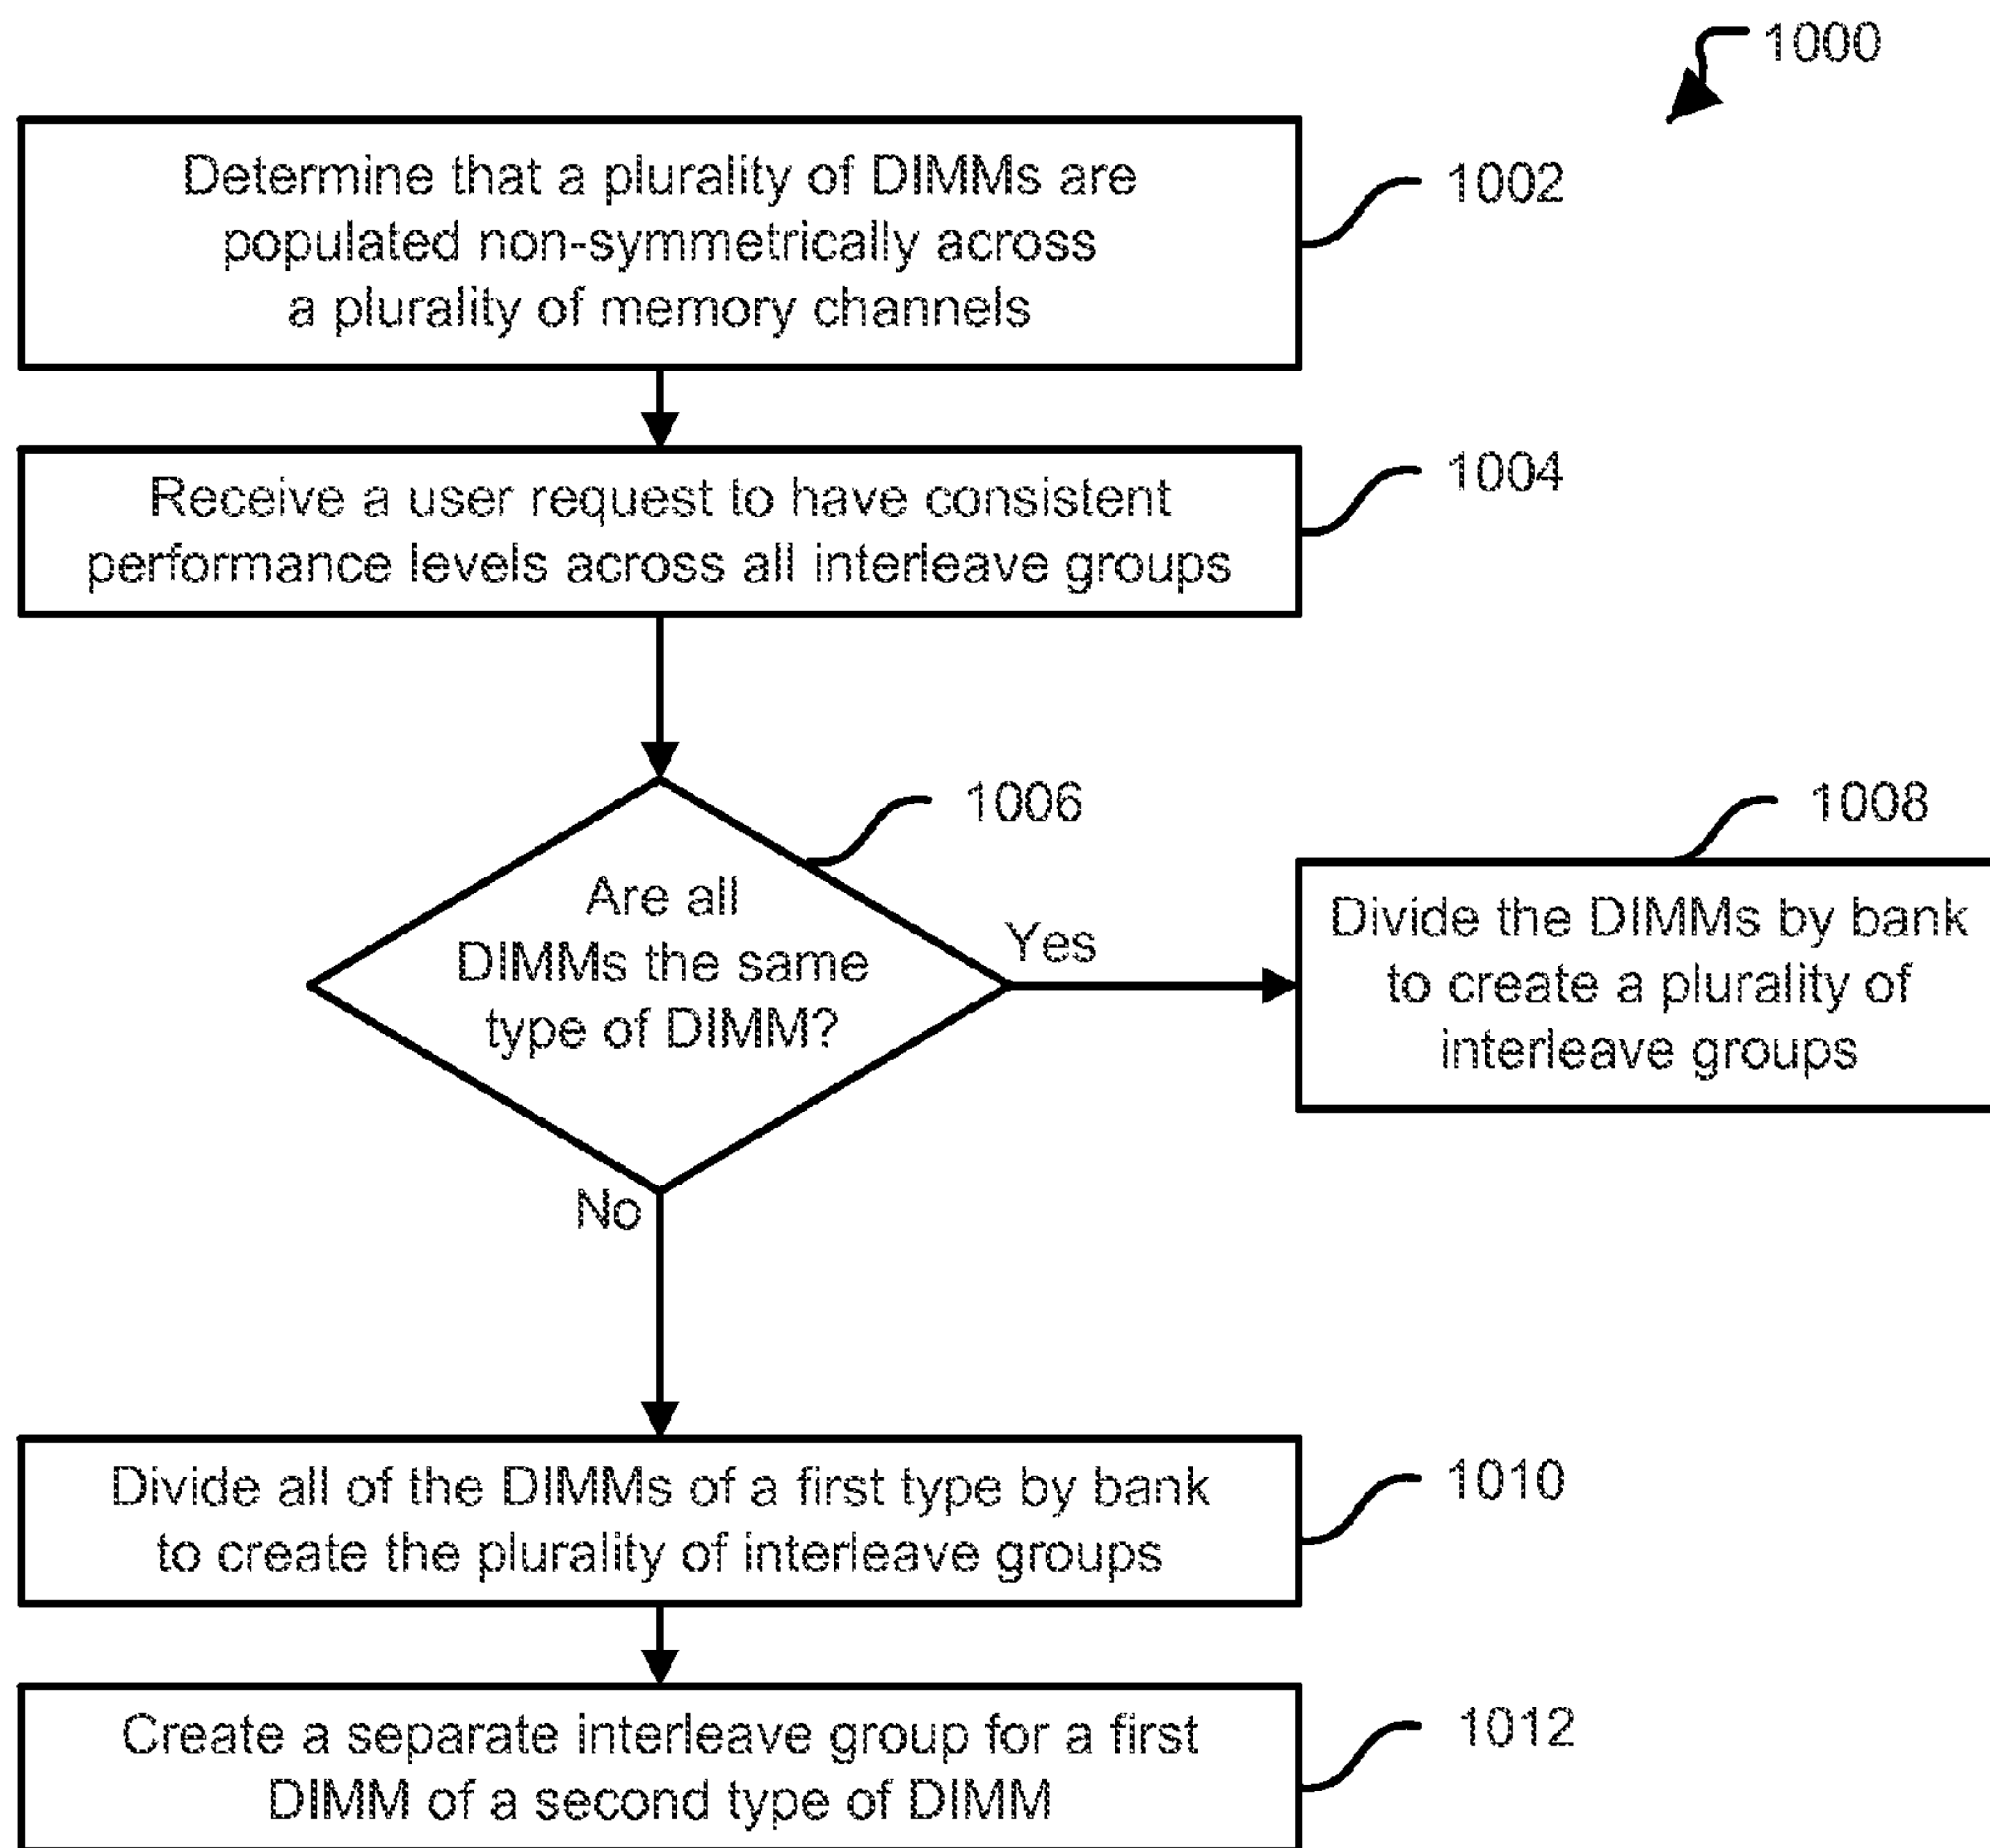 1000
Determine that a plurality of DIMMs are
populated non-symmetrically across
a plurality of memory channels
1002
Receive a user request to have consistent
performance levels across all interleave groups
1004
Are all
DIMMs the same
type of DIMM?
1006
Yes
Divide the DIMMs by bank
to create a plurality of
interleave groups
1008
No
Divide all of the DIMMs of a first type by bank
to create the plurality of interleave groups
1010
Create a separate interleave group for a first
DIMM of a second type of DIMM
1012